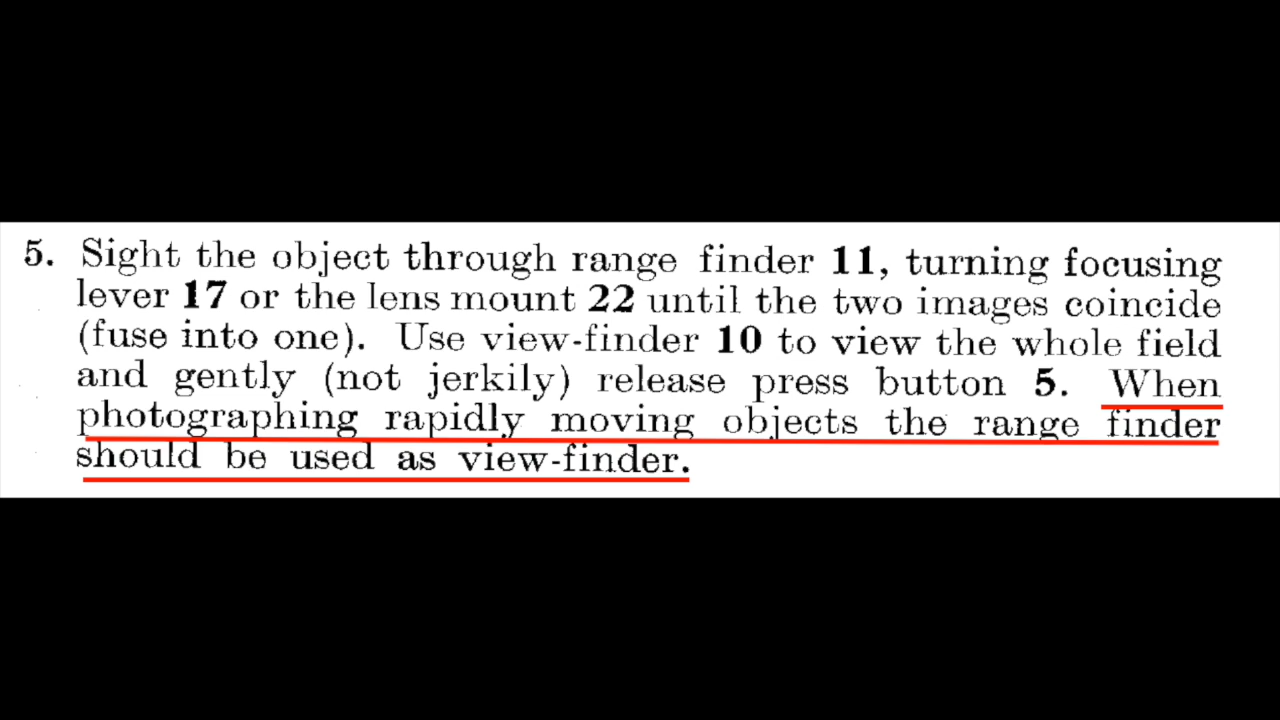 5. Sight the object through range finder 11, turning focusing
lever 17 or the lens mount 22 until the two images coincide
(fuse into one). Use view-finder 10 to view the whole field
and gently (not jerkily) release press button 5. When
photographing rapidly moving objects the range finder
should be used as view-finder.